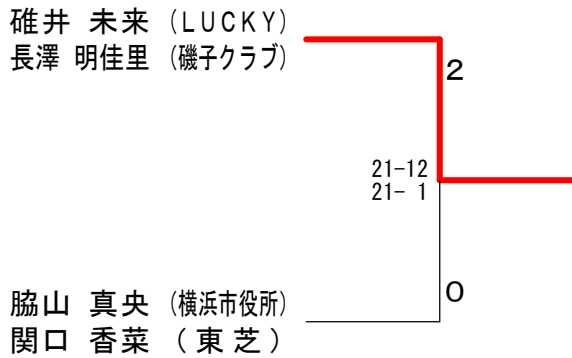 碓井 未来 (LUCKY)
長澤 明佳里 (磯子クラブ)
2
21-12
21- 1
0
脇山 真央 (横浜市役所)
関口 香菜 (東芝)